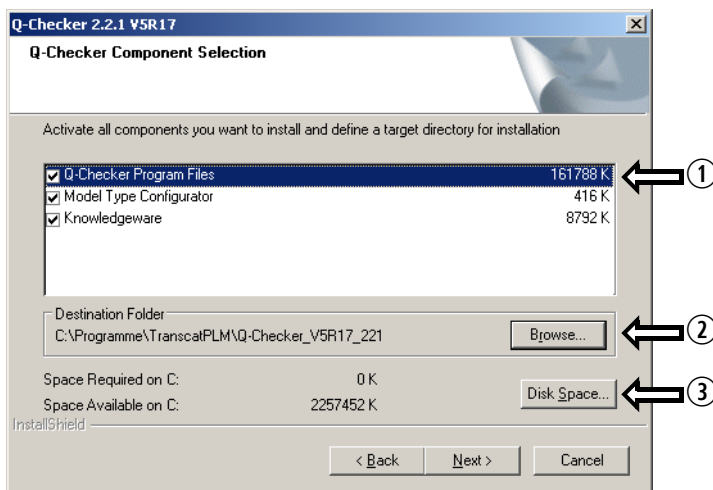 Q-Checker 2.2.1 V5R17
Q-Checker Component Selection
Activate all components you want to install and define a target directory for installation
Q-Checker Program Files 161788 K
①
Model Type Configurator 416 K
Knowledgeware 8792 K
Destination Folder
C:\Programme\TranscatPLM\Q-Checker_V5R17_221 Browse... ②
Space Required on C: 0 K
Disk Space... ③
Space Available on C: 2257452 K
InstallShield
< Back Next > Cancel